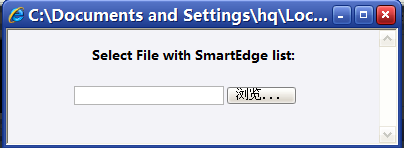 C:\Documents and Settings\hq\Loc...
Select File with SmartEdge list:
浏览...